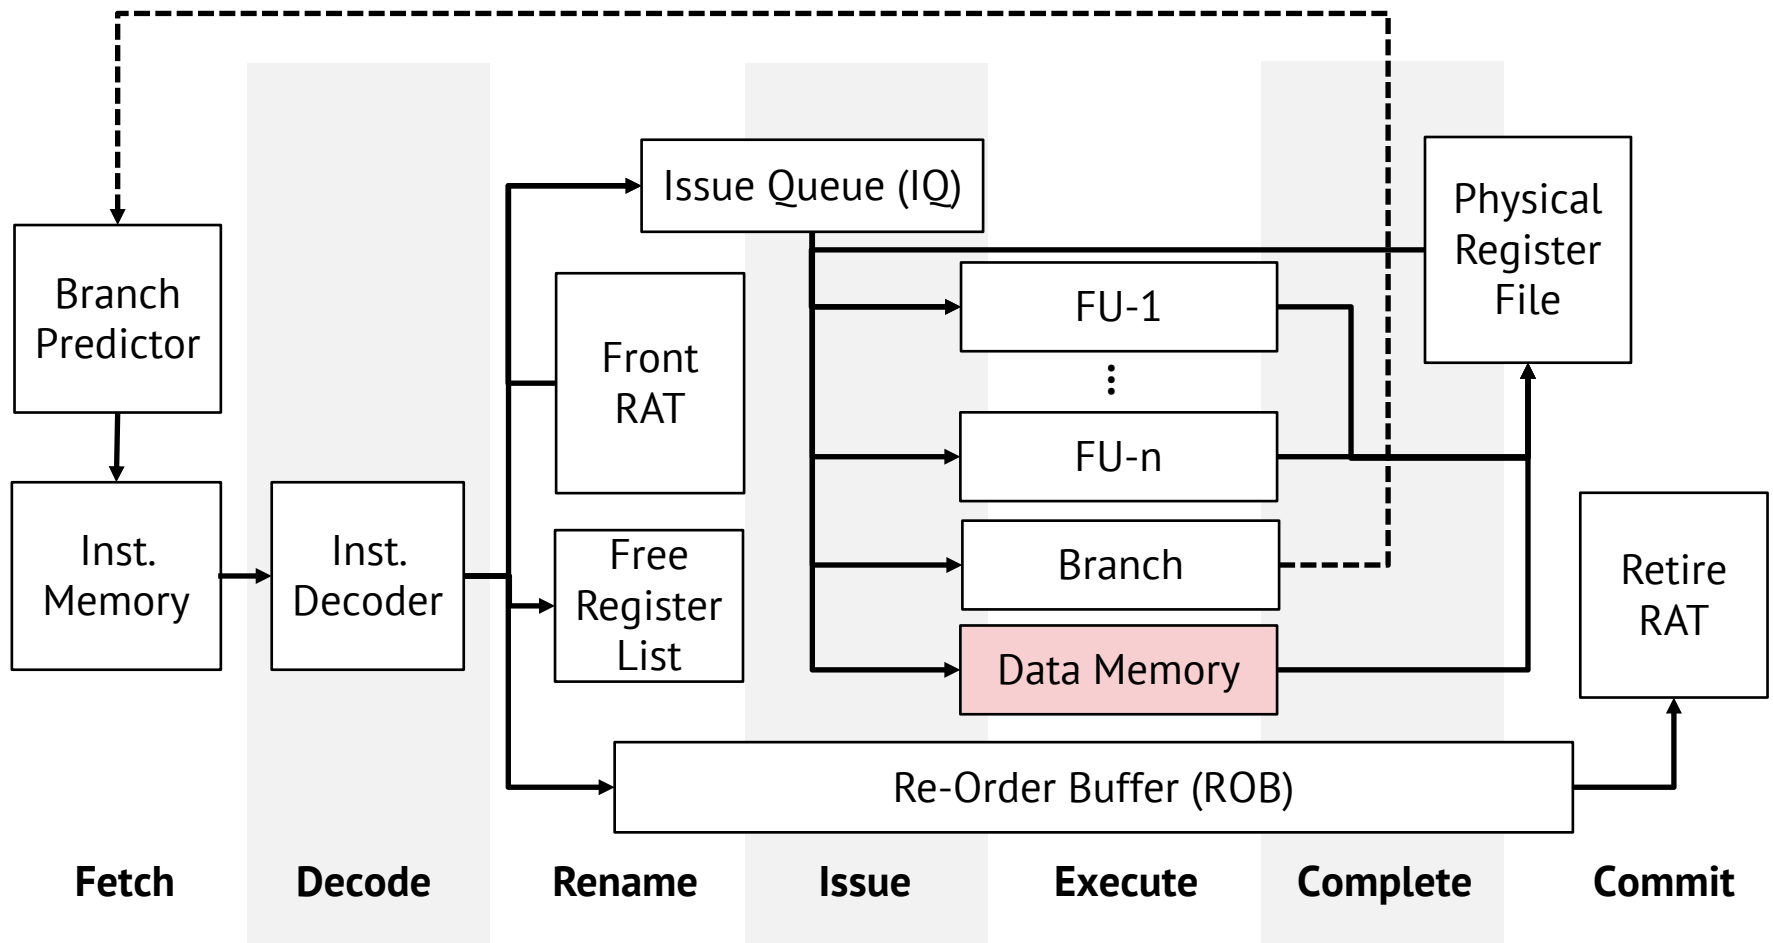 Issue Queue (IQ)
Physical
Register
File
Branch
Predictor
FU-1
Front
RAT
FU-n
Inst.
Memory
Inst.
Decoder
Free
Register
List
Branch
Retire
RAT
Data Memory
Re-Order Buffer (ROB)
Fetch
Decode
Rename
Issue
Execute
Complete
Commit